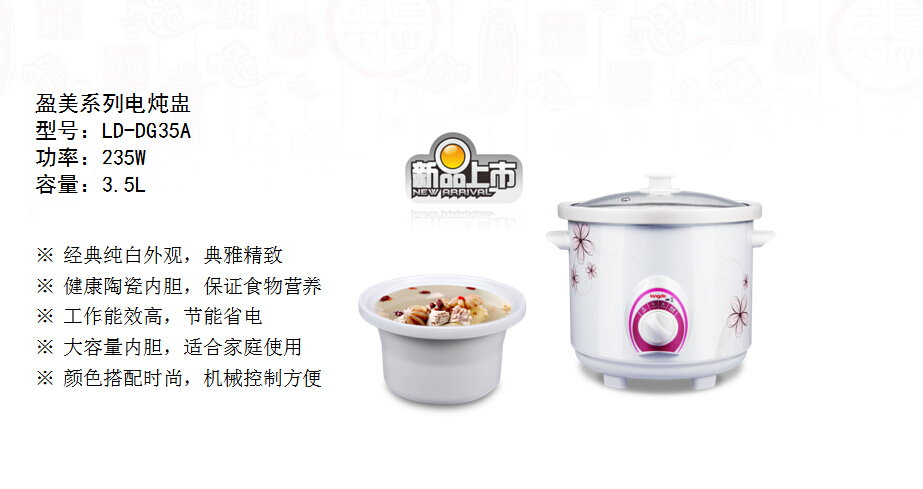 盈美系列电炖盅
型号：LD-DG35A
功率：235W
容量：3.5L
新品上市
NEW ARRIVAL
※ 经典纯白外观，典雅精致
※ 健康陶瓷内胆，保证食物营养
※ 工作能效高，节能省电
※ 大容量内胆，适合家庭使用
※ 颜色搭配时尚，机械控制方便